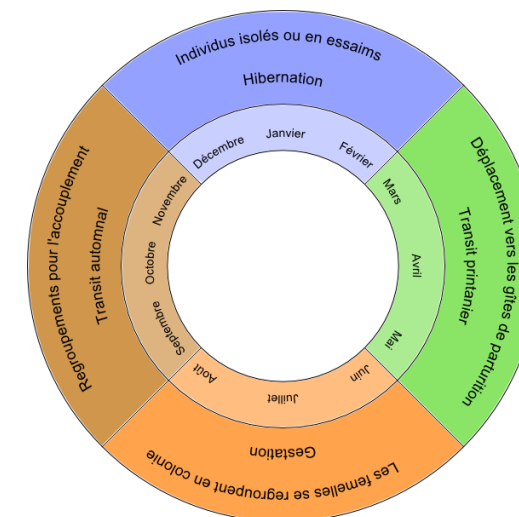 Individus isolés ou en essaims
Hibernation
Décembre
Janvier
Février
Déplacement vers les gîtes de parturition
Transit printanier
Mars
Avril
Mai
Les femelles se regroupent en colonie
Gestation
Juin
Juillet
Août
Regroupements pour l'accouplement
Transit automnal
Septembre
Octobre
Novembre